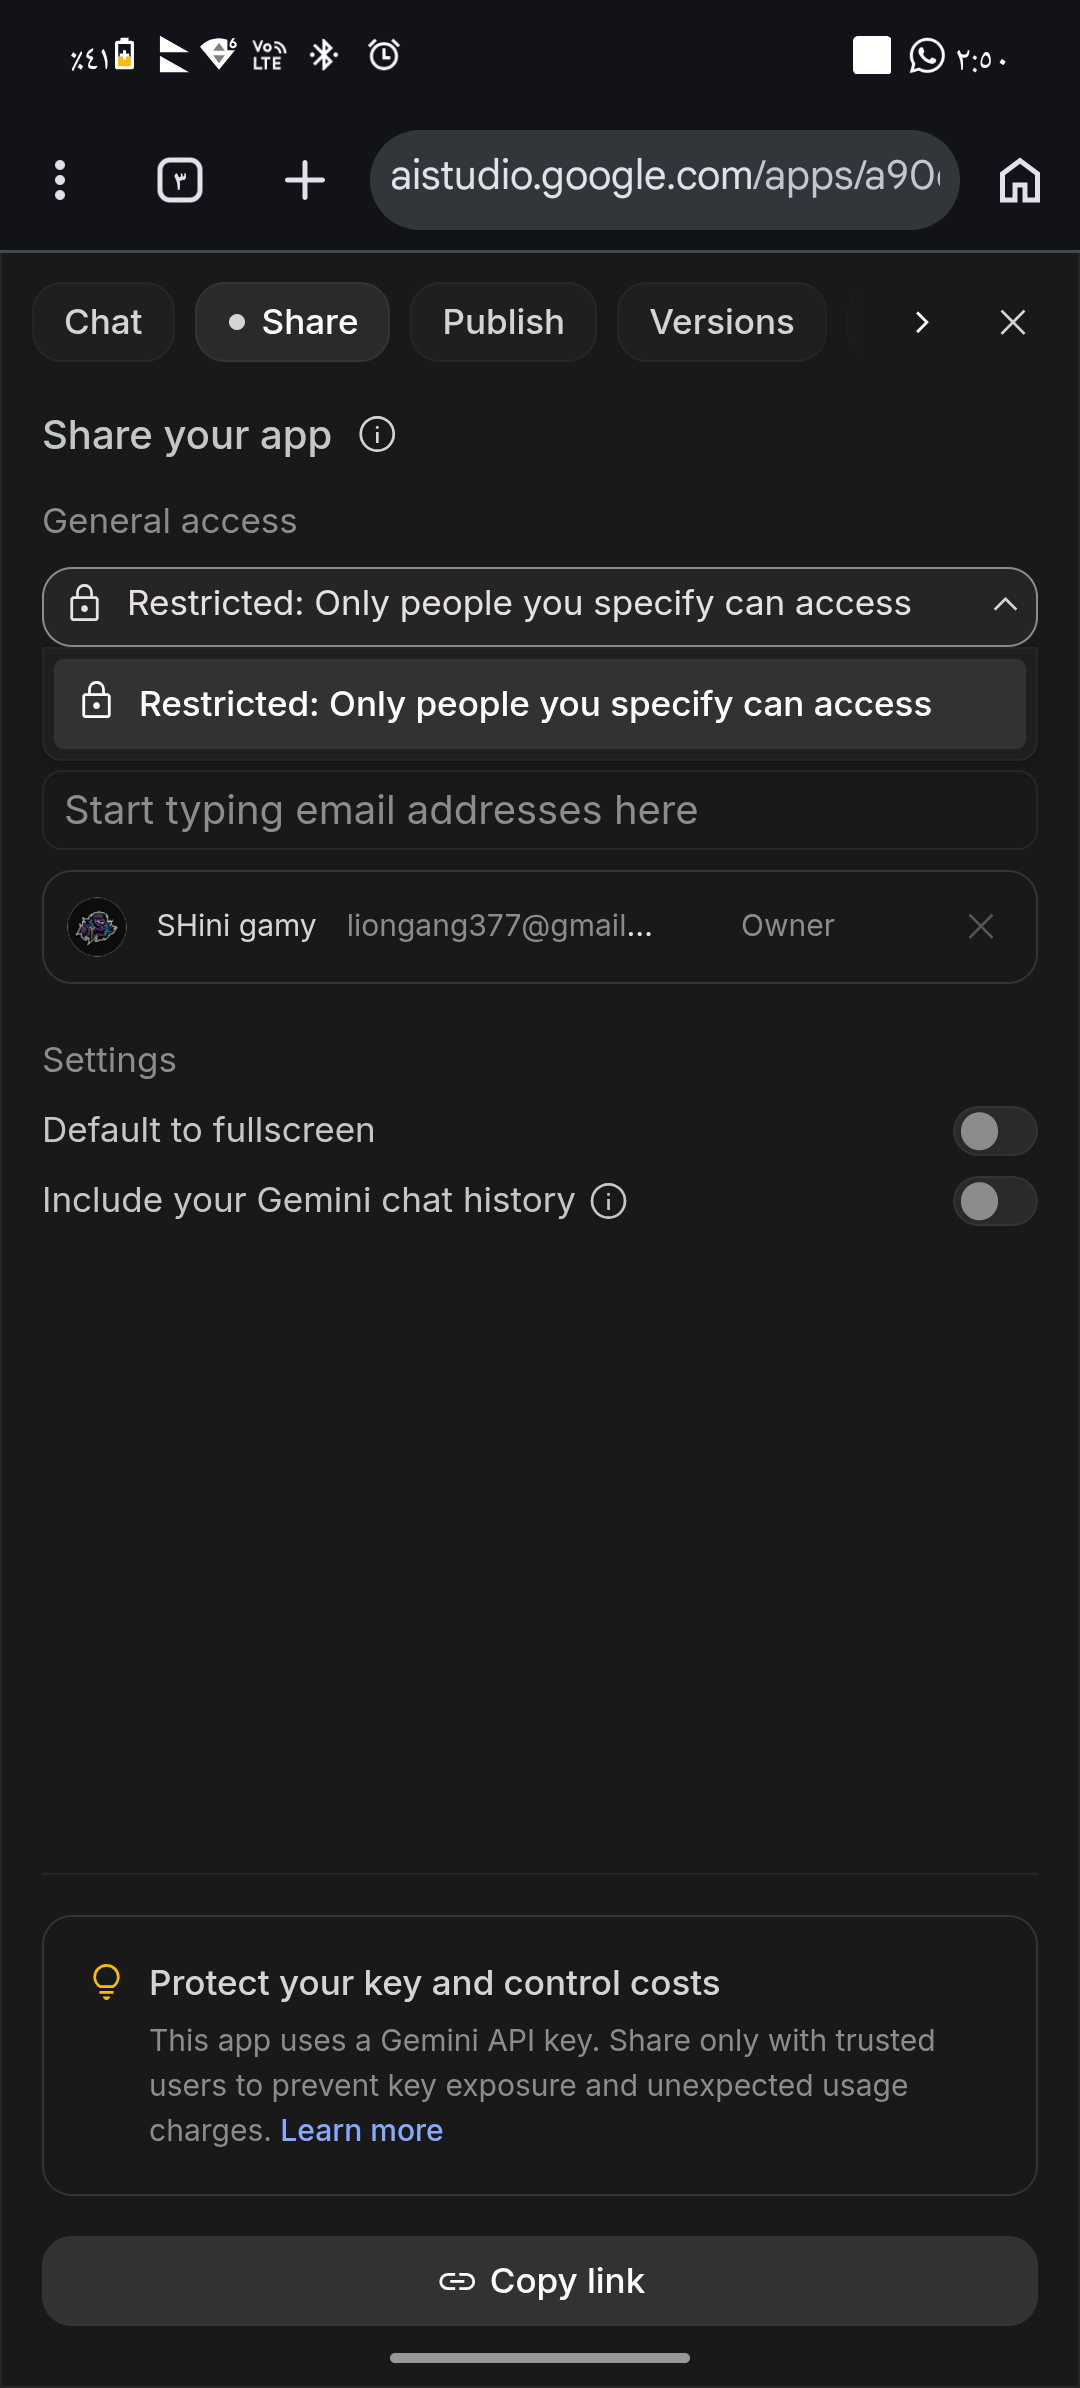 ٪٤١ 6 Vo LTE ٢:٥٠
٣ aistudio.google.com/apps/a90
Chat Share Publish Versions
Share your app
General access
Restricted: Only people you specify can access
Restricted: Only people you specify can access
Start typing email addresses here
SHini gamy liongang377@gmail... Owner
Settings
Default to fullscreen
Include your Gemini chat history
Protect your key and control costs
This app uses a Gemini API key. Share only with trusted
users to prevent key exposure and unexpected usage
charges. Learn more
Copy link